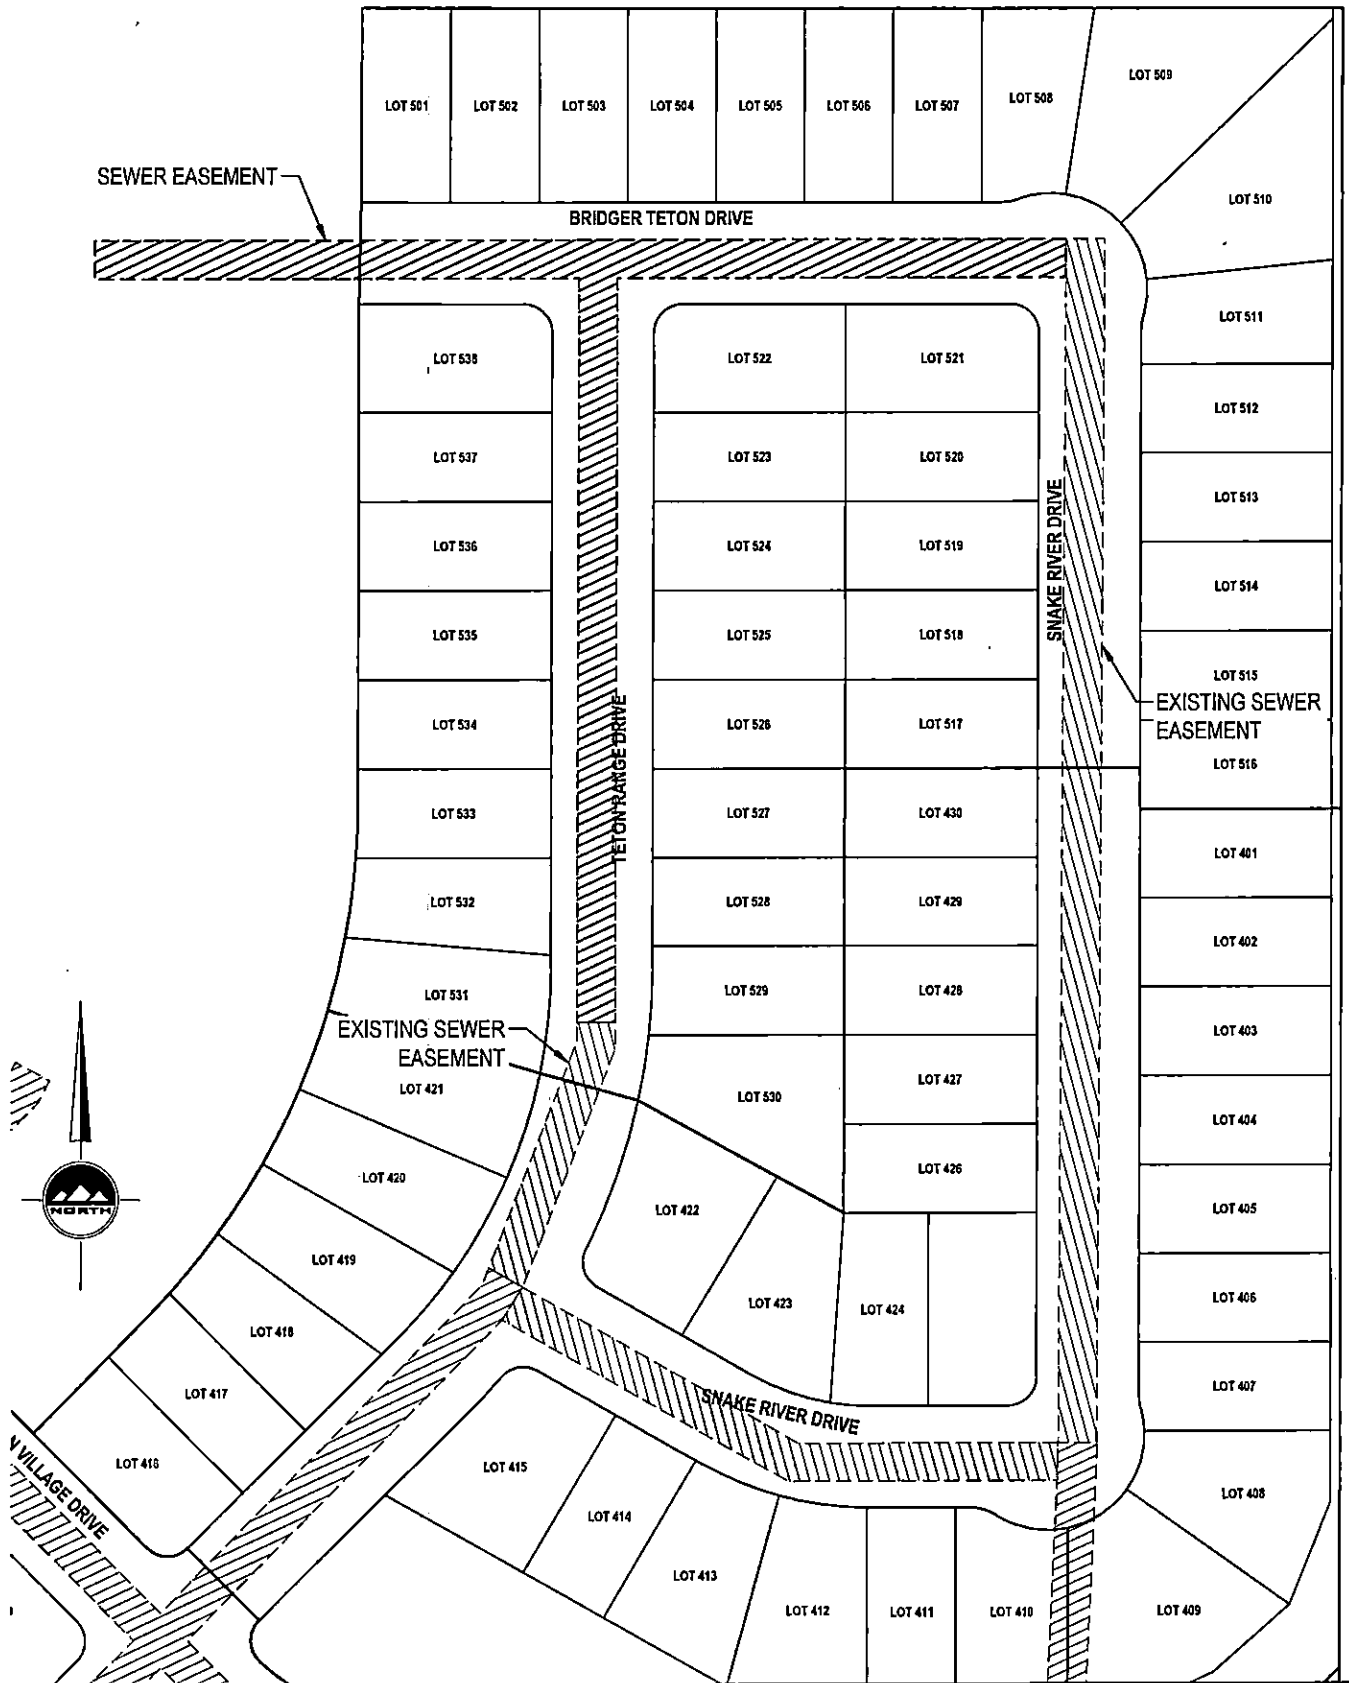 LOT 501
LOT 502
LOT 503
LOT 504
LOT 505
LOT 506
LOT 507
LOT 508
LOT 509
SEWER EASEMENT
LOT 510
BRIDGER TETON DRIVE
LOT 511
LOT 538
LOT 522
LOT 521
LOT 512
LOT 537
LOT 523
LOT 520
LOT 513
LOT 536
LOT 524
LOT 519
SNAKE RIVER DRIVE
LOT 514
LOT 535
LOT 525
LOT 518
LOT 515
EXISTING SEWER
EASEMENT
LOT 534
TETON RANGE DRIVE
LOT 526
LOT 517
LOT 516
LOT 533
LOT 527
LOT 430
LOT 401
LOT 532
LOT 528
LOT 429
LOT 402
LOT 531
LOT 529
LOT 428
LOT 403
EXISTING SEWER
EASEMENT
LOT 421
LOT 530
LOT 427
LOT 404
LOT 420
LOT 426
LOT 405
NORTH
LOT 422
LOT 419
LOT 423
LOT 424
LOT 406
LOT 418
LOT 417
LOT 407
SNAKE RIVER DRIVE
LOT 416
LOT 415
LOT 408
N VILLAGE DRIVE
LOT 414
LOT 413
LOT 412
LOT 411
LOT 410
LOT 409